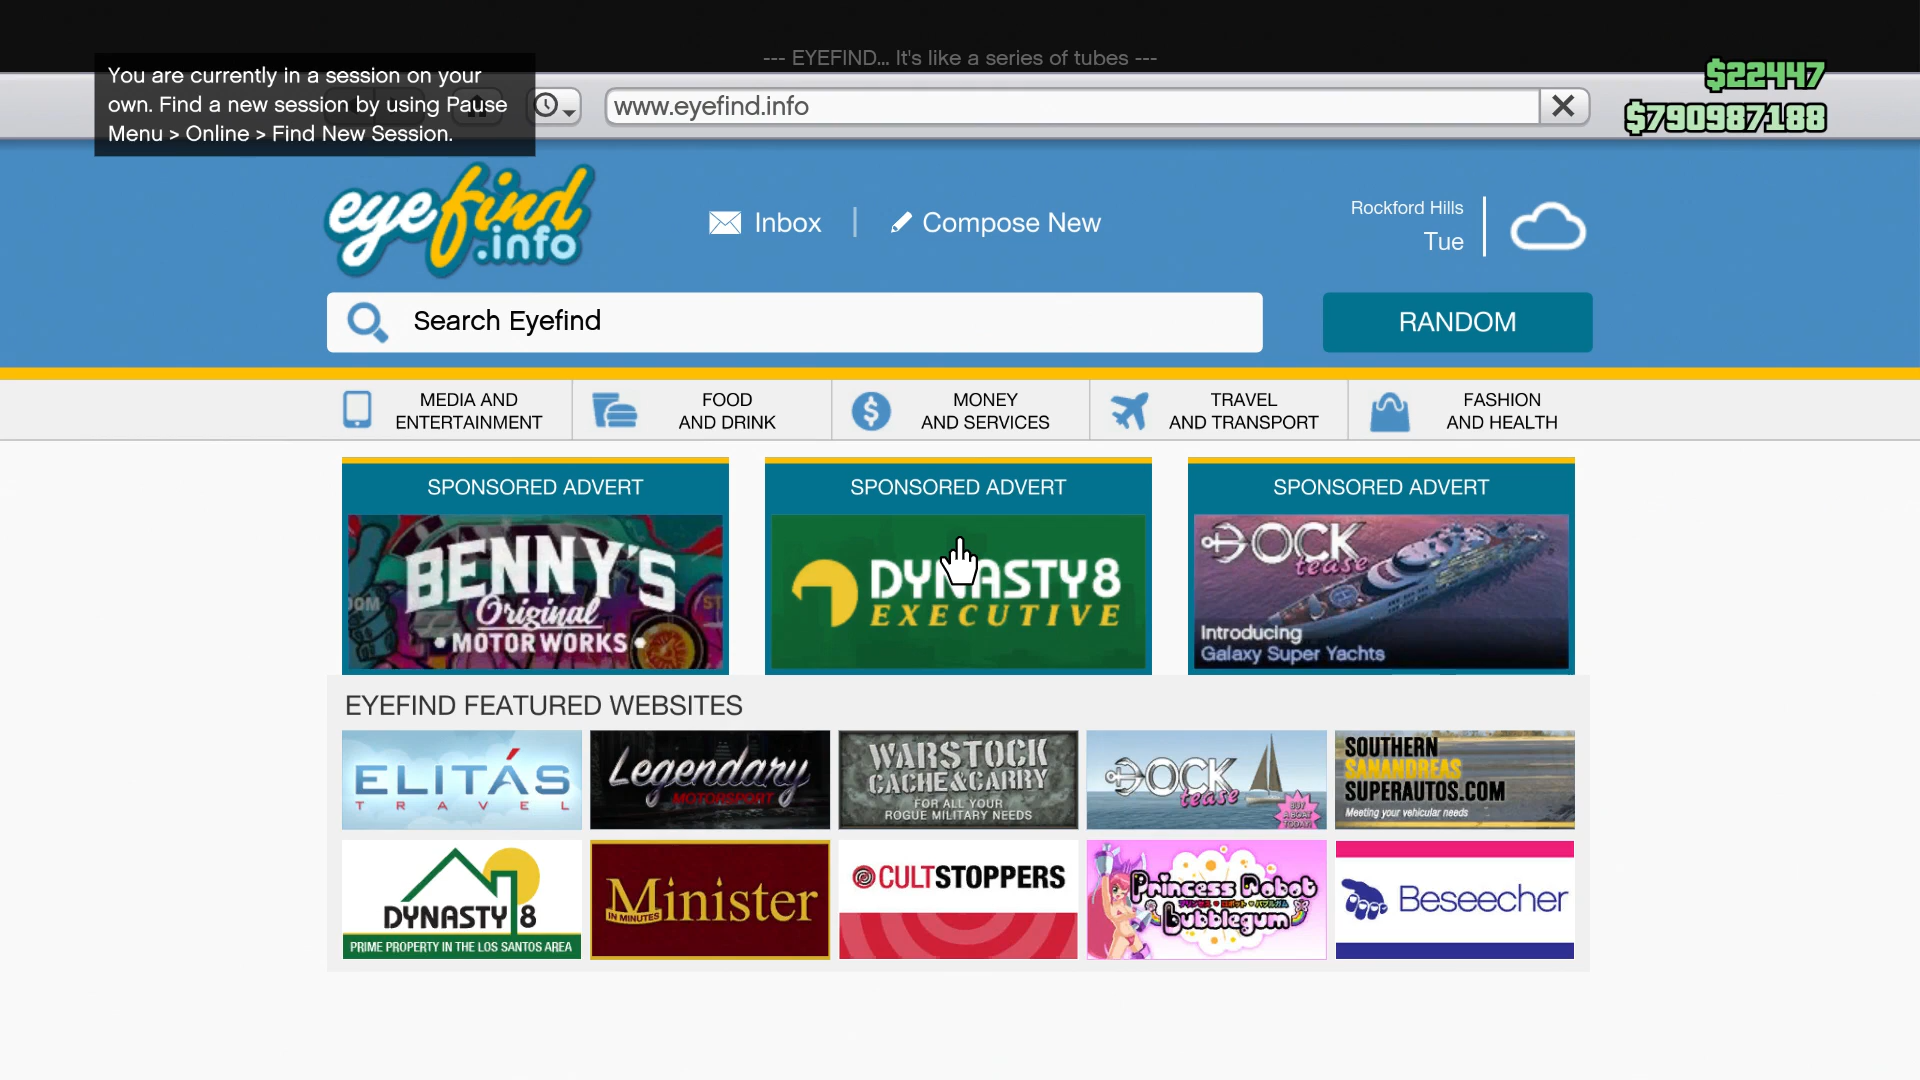 --- EYEFIND... It's like a series of tubes ---
You are currently in a session on your
own. Find a new session by using Pause
Menu > Online > Find New Session.
www.eyefind.info
$22447
$790987188
eyefind
.info
Inbox
Compose New
Rockford Hills
Tue
Search Eyefind
RANDOM
MEDIA AND
ENTERTAINMENT
FOOD
AND DRINK
MONEY
AND SERVICES
TRAVEL
AND TRANSPORT
FASHION
AND HEALTH
SPONSORED ADVERT
BENNY'S
Original
• MOTOR WORKS •
SPONSORED ADVERT
DYNASTY8
EXECUTIVE
SPONSORED ADVERT
DOCK
tease
Introducing
Galaxy Super Yachts
EYEFIND FEATURED WEBSITES
ELITÁS
TRAVEL
Legendary
MOTORSPORT
WARSTOCK
CACHE&CARRY
FOR ALL YOUR
ROGUE MILITARY NEEDS
DOCK
tease
BUY
A BOAT
TODAY!
SOUTHERN
SANANDREAS
SUPERAUTOS.COM
Meeting your vehicular needs
DYNASTY 8
PRIME PROPERTY IN THE LOS SANTOS AREA
Minister
IN MINUTES
CULTSTOPPERS
Princess Robot
bubblegum
Beseecher